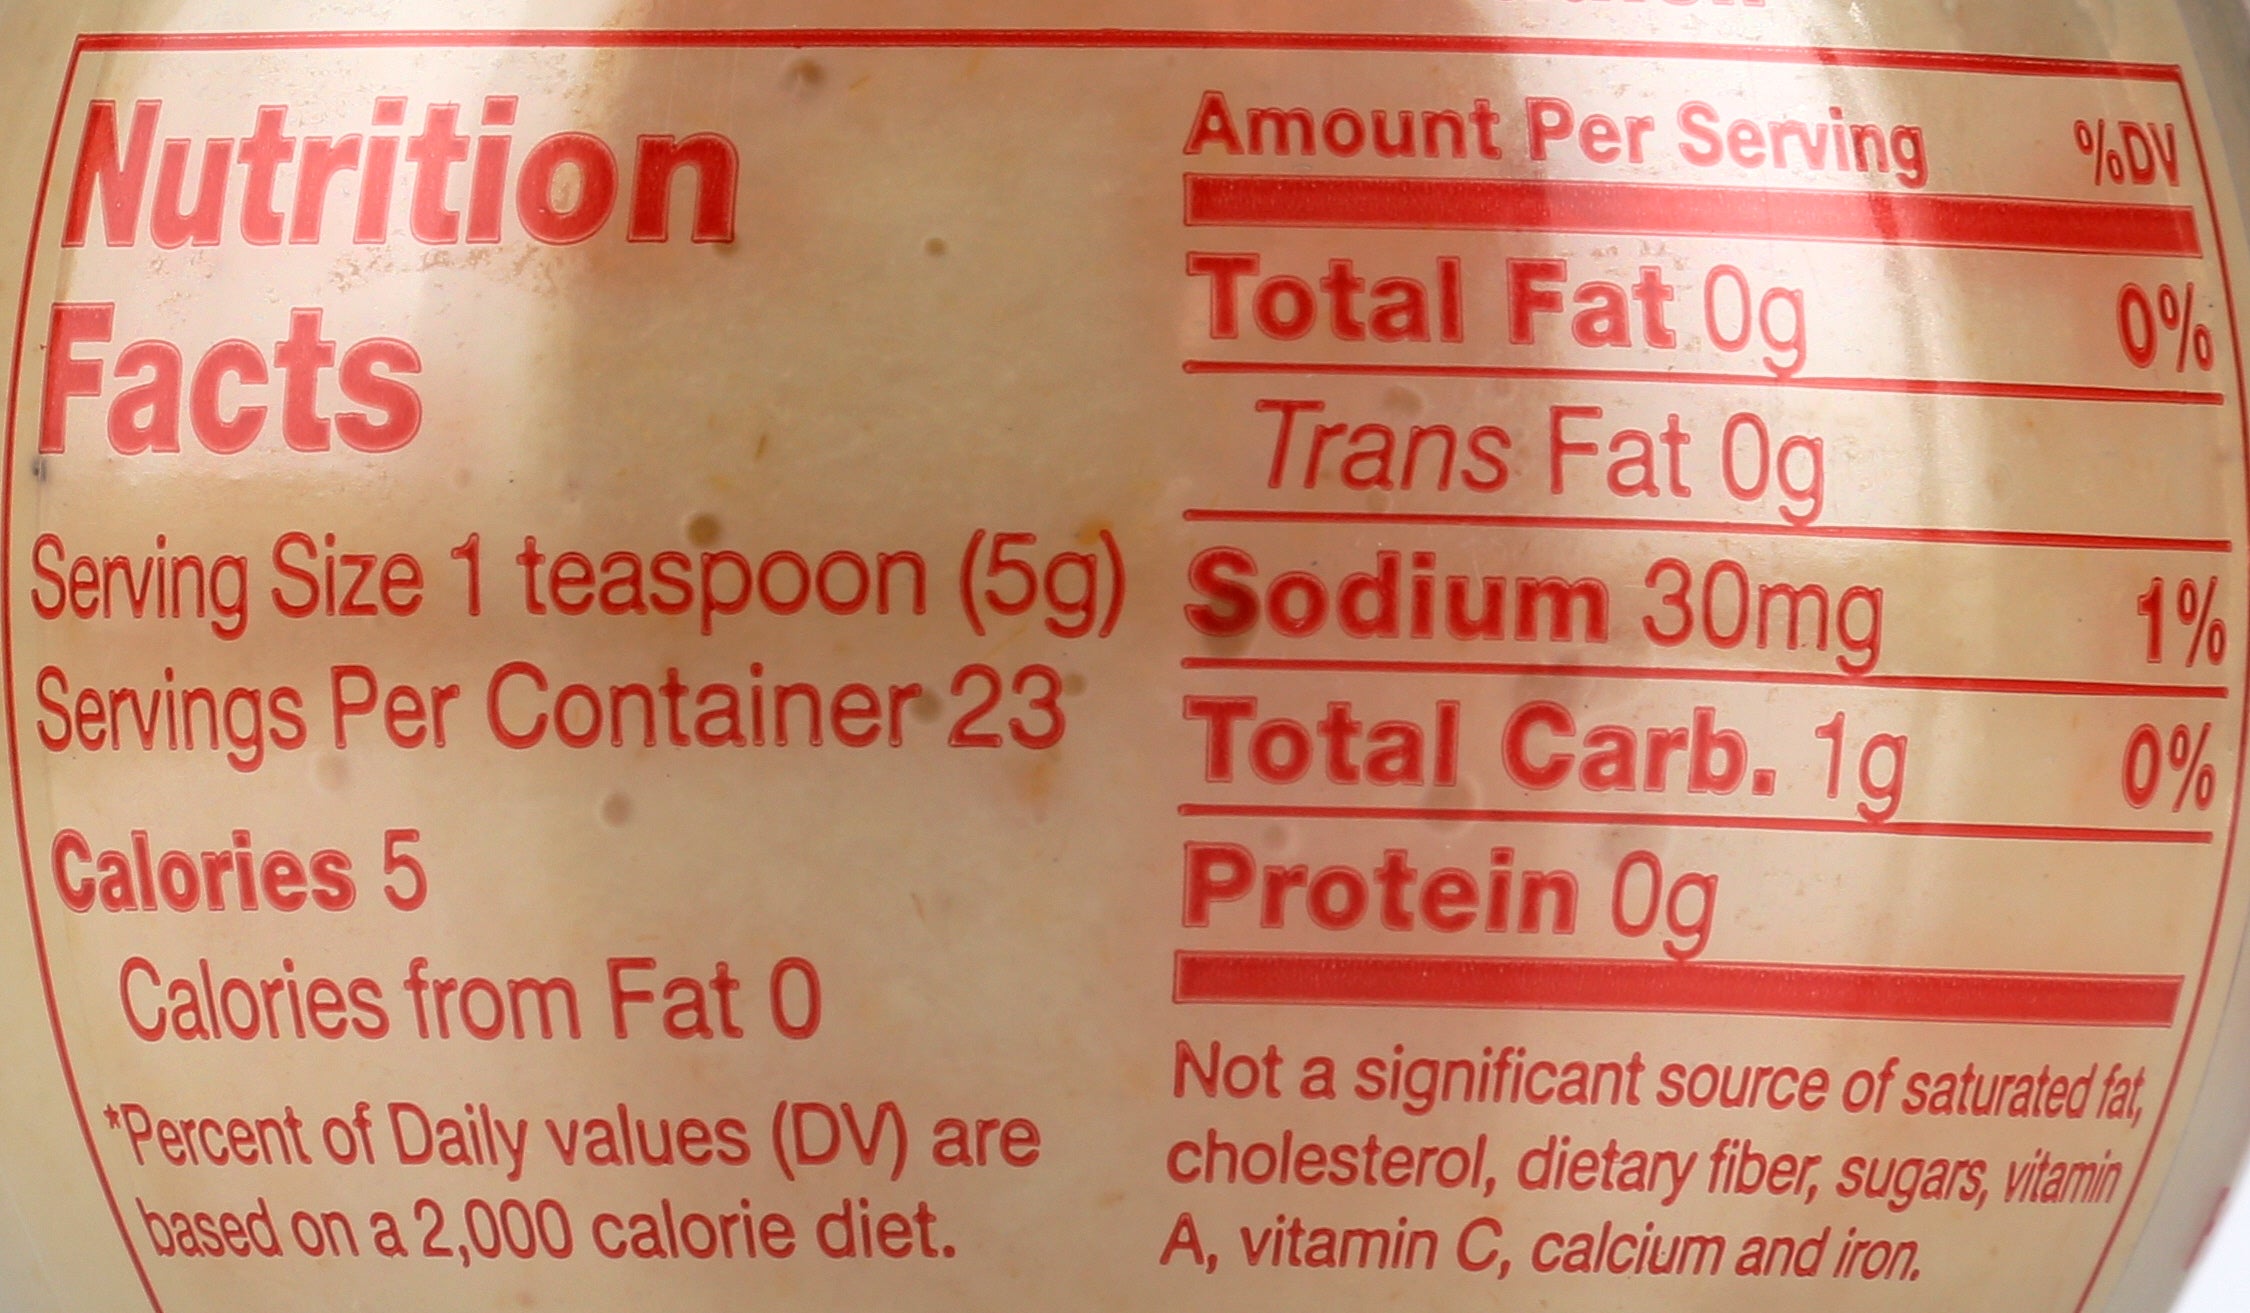 Nutrition
Facts
Serving Size 1 teaspoon (5g)
Servings Per Container 23
Calories 5
Calories from Fat 0
*Percent of Daily values (DV) are
based on a 2,000 calorie diet.
Amount Per Serving %DV
Total Fat 0g 0%
Trans Fat 0g
Sodium 30mg 1%
Total Carb. 1g 0%
Protein 0g
Not a significant source of saturated fat,
cholesterol, dietary fiber, sugars, vitamin
A, vitamin C, calcium and iron.